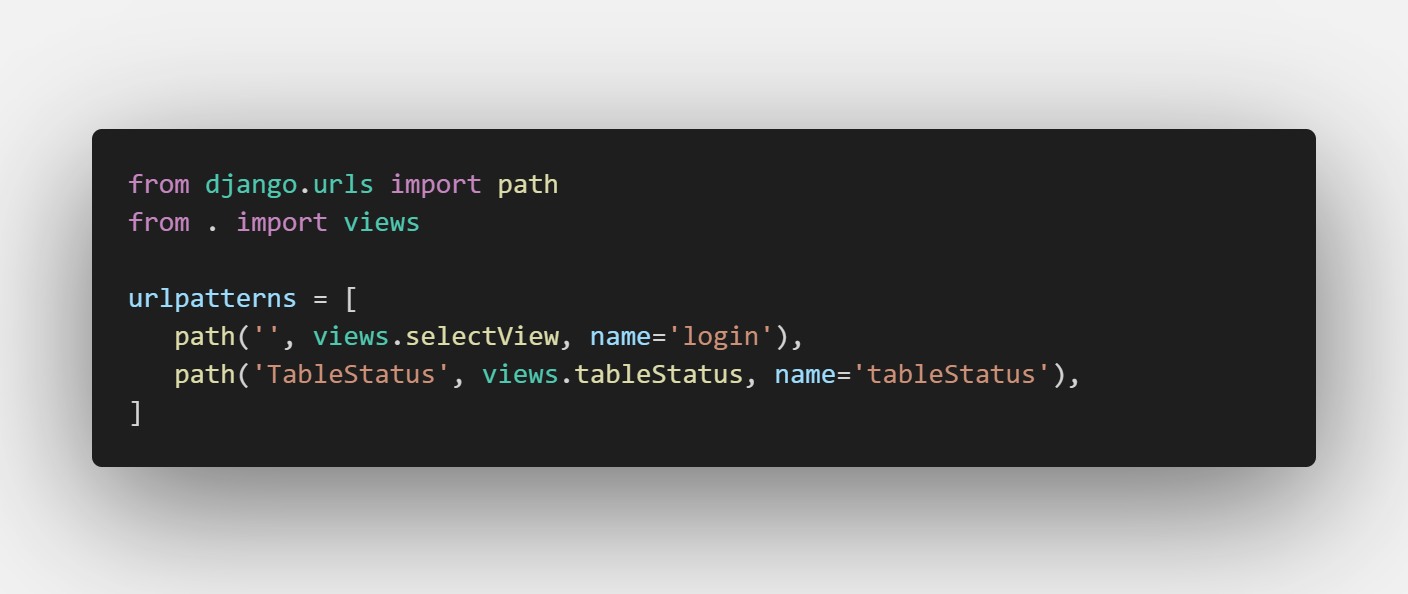 from django.urls import path
from . import views

urlpatterns = [
   path('', views.selectView, name='login'),
   path('TableStatus', views.tableStatus, name='tableStatus'),
]